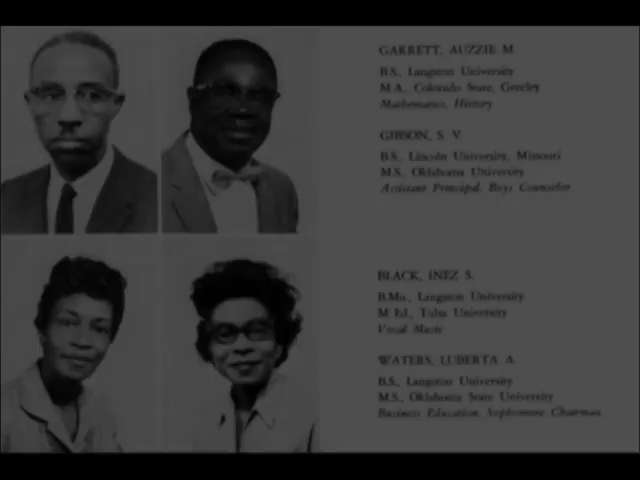 GARRETT, AUZZIE M.
B.S., Langston University
M.A., Colorado State, Greeley
Mathematics, History
GIBSON, S. V.
B.S., Lincoln University, Missouri
M.S., Oklahoma University
Assistant Principal, Boys Counselor
BLACK, INEZ S.
B.Mu., Langston University
M.Ed., Tulsa University
Vocal Music
WATERS, LUBERTA A.
B.S., Langston University
M.S., Oklahoma State University
Business Education, Sophomore Chairman